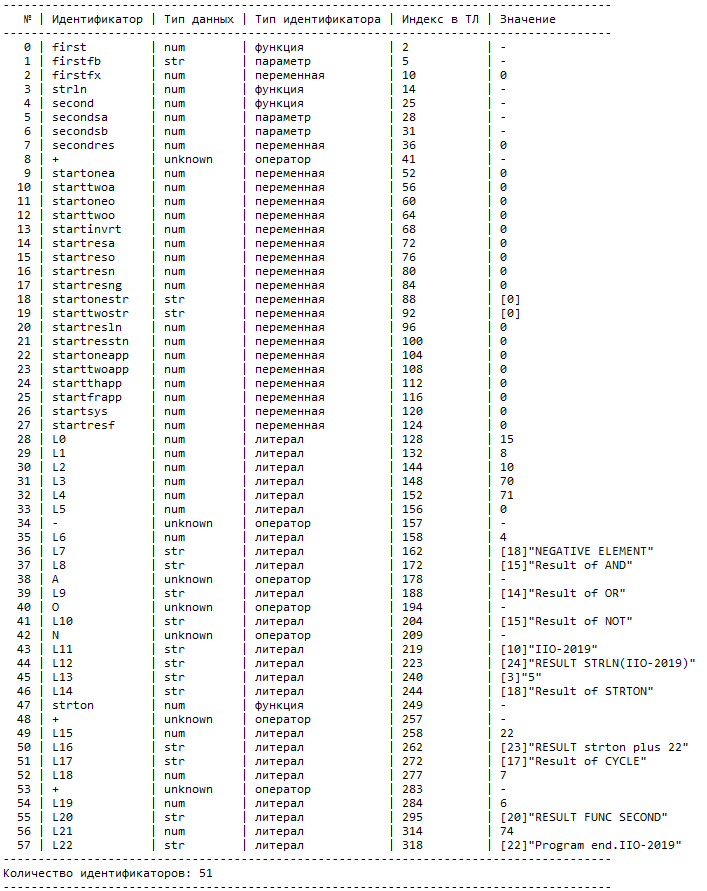 № | Идентификатор | Тип данных | Тип идентификатора | Индекс в ТЛ | Значение
0 | first | num | функция | 2 | -
1 | firstfb | str | параметр | 5 | -
2 | firstfx | num | переменная | 10 | 0
3 | strln | num | функция | 14 | -
4 | second | num | функция | 25 | -
5 | secondsa | num | параметр | 28 | -
6 | secondsb | num | параметр | 31 | -
7 | secondres | num | переменная | 36 | 0
8 | + | unknown | оператор | 41 | -
9 | startonea | num | переменная | 52 | 0
10 | starttwoa | num | переменная | 56 | 0
11 | startoneo | num | переменная | 60 | 0
12 | starttwoo | num | переменная | 64 | 0
13 | startinvrt | num | переменная | 68 | 0
14 | startresa | num | переменная | 72 | 0
15 | startreso | num | переменная | 76 | 0
16 | startresn | num | переменная | 80 | 0
17 | startresng | num | переменная | 84 | 0
18 | startonestr | str | переменная | 88 | [0]
19 | starttwostr | str | переменная | 92 | [0]
20 | startresln | num | переменная | 96 | 0
21 | startresstn | num | переменная | 100 | 0
22 | startoneapp | num | переменная | 104 | 0
23 | starttwoapp | num | переменная | 108 | 0
24 | startthapp | num | переменная | 112 | 0
25 | startfrapp | num | переменная | 116 | 0
26 | startsys | num | переменная | 120 | 0
27 | startresf | num | переменная | 124 | 0
28 | L0 | num | литерал | 128 | 15
29 | L1 | num | литерал | 132 | 8
30 | L2 | num | литерал | 144 | 10
31 | L3 | num | литерал | 148 | 70
32 | L4 | num | литерал | 152 | 71
33 | L5 | num | литерал | 156 | 0
34 | - | unknown | оператор | 157 | -
35 | L6 | num | литерал | 158 | 4
36 | L7 | str | литерал | 162 | [18]"NEGATIVE ELEMENT"
37 | L8 | str | литерал | 172 | [15]"Result of AND"
38 | A | unknown | оператор | 178 | -
39 | L9 | str | литерал | 188 | [14]"Result of OR"
40 | O | unknown | оператор | 194 | -
41 | L10 | str | литерал | 204 | [15]"Result of NOT"
42 | N | unknown | оператор | 209 | -
43 | L11 | str | литерал | 219 | [10]"IIO-2019"
44 | L12 | str | литерал | 223 | [24]"RESULT STRLN(IIO-2019)"
45 | L13 | str | литерал | 240 | [3]"5"
46 | L14 | str | литерал | 244 | [18]"Result of STRTON"
47 | strton | num | функция | 249 | -
48 | + | unknown | оператор | 257 | -
49 | L15 | num | литерал | 258 | 22
50 | L16 | str | литерал | 262 | [23]"RESULT strton plus 22"
51 | L17 | str | литерал | 272 | [17]"Result of CYCLE"
52 | L18 | num | литерал | 277 | 7
53 | + | unknown | оператор | 283 | -
54 | L19 | num | литерал | 284 | 6
55 | L20 | str | литерал | 295 | [20]"RESULT FUNC SECOND"
56 | L21 | num | литерал | 314 | 74
57 | L22 | str | литерал | 318 | [22]"Program end.IIO-2019"
Количество идентификаторов: 51